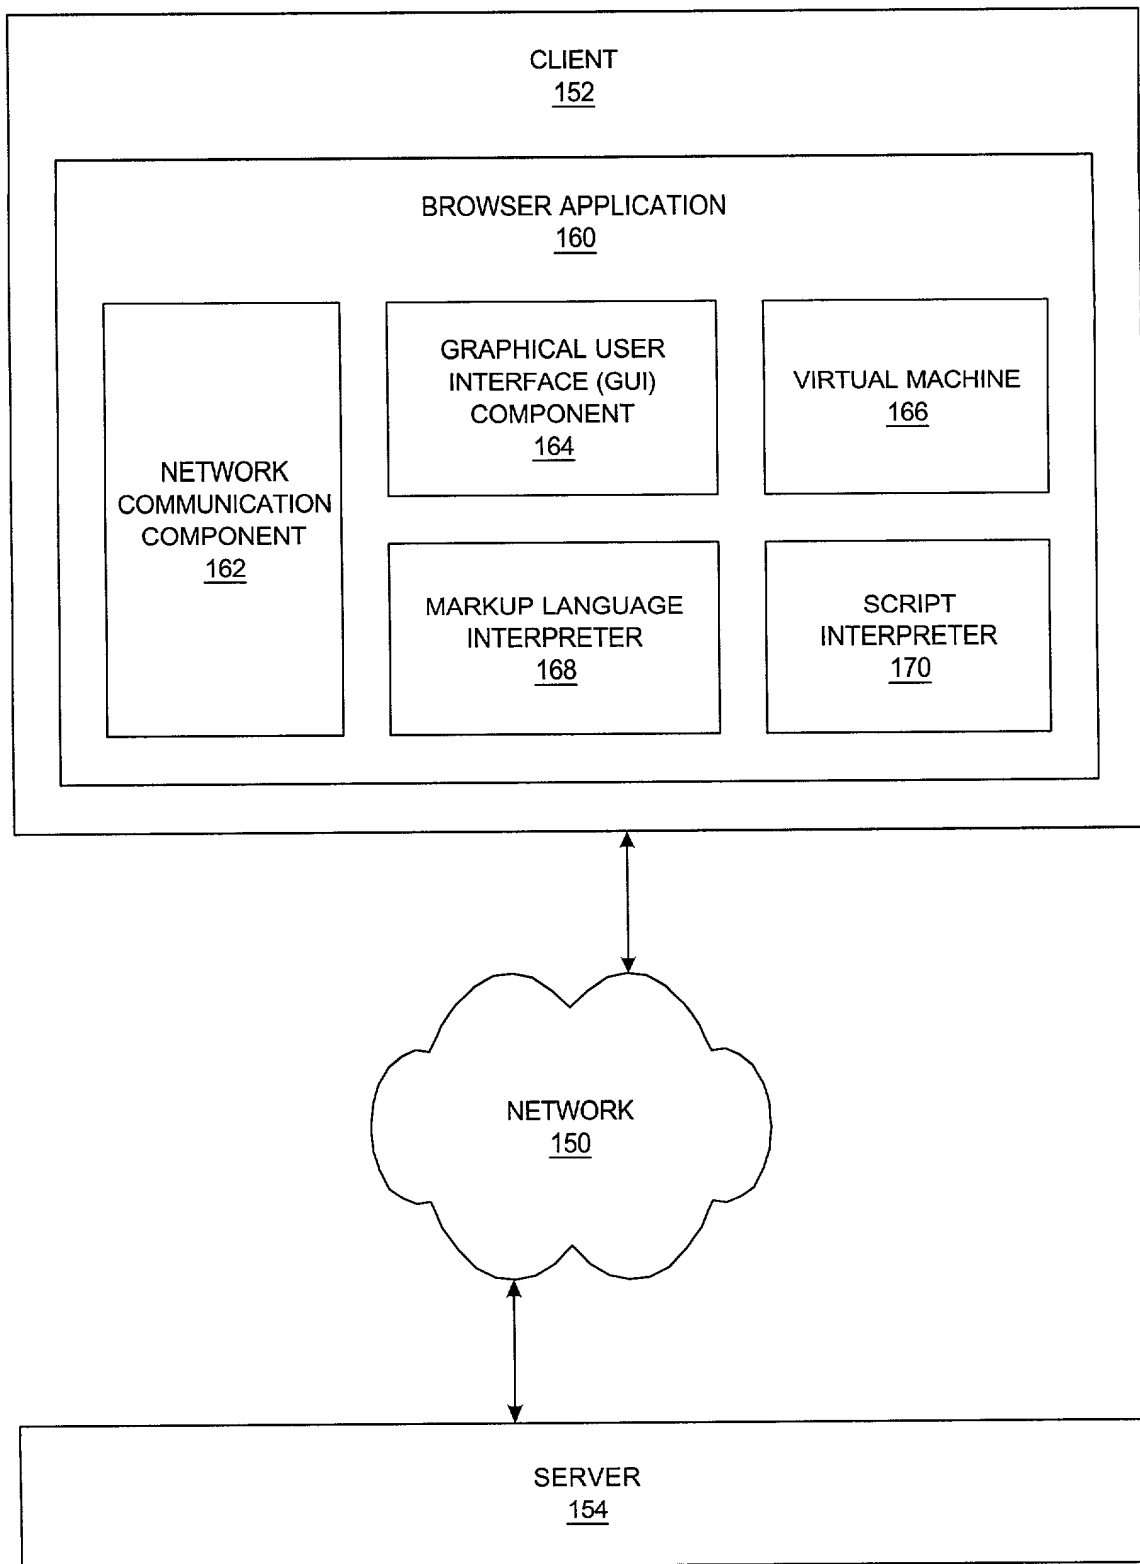 CLIENT
152
BROWSER APPLICATION
160
NETWORK
COMMUNICATION
COMPONENT
162
GRAPHICAL USER
INTERFACE (GUI)
COMPONENT
164
VIRTUAL MACHINE
166
MARKUP LANGUAGE
INTERPRETER
168
SCRIPT
INTERPRETER
170
NETWORK
150
SERVER
154